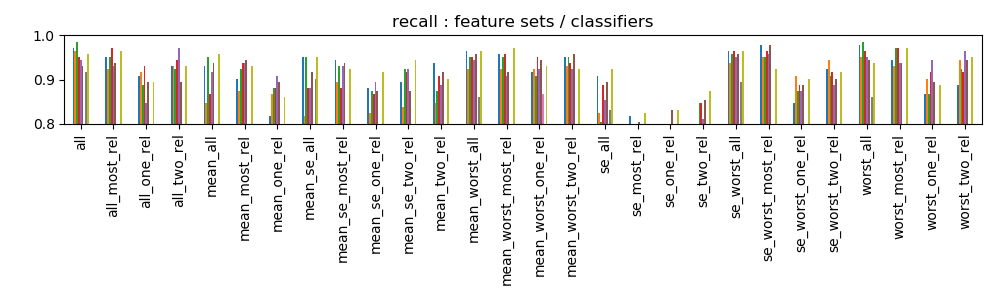 recall : feature sets / classifiers
1.0
0.9
0.8
all
all_most_rel
all_one_rel
all_two_rel
mean_all
mean_most_rel
mean_one_rel
mean_se_all
mean_se_most_rel
mean_se_one_rel
mean_se_two_rel
mean_two_rel
mean_worst_all
mean_worst_most_rel
mean_worst_one_rel
mean_worst_two_rel
se_all
se_most_rel
se_one_rel
se_two_rel
se_worst_all
se_worst_most_rel
se_worst_one_rel
se_worst_two_rel
worst_all
worst_most_rel
worst_one_rel
worst_two_rel